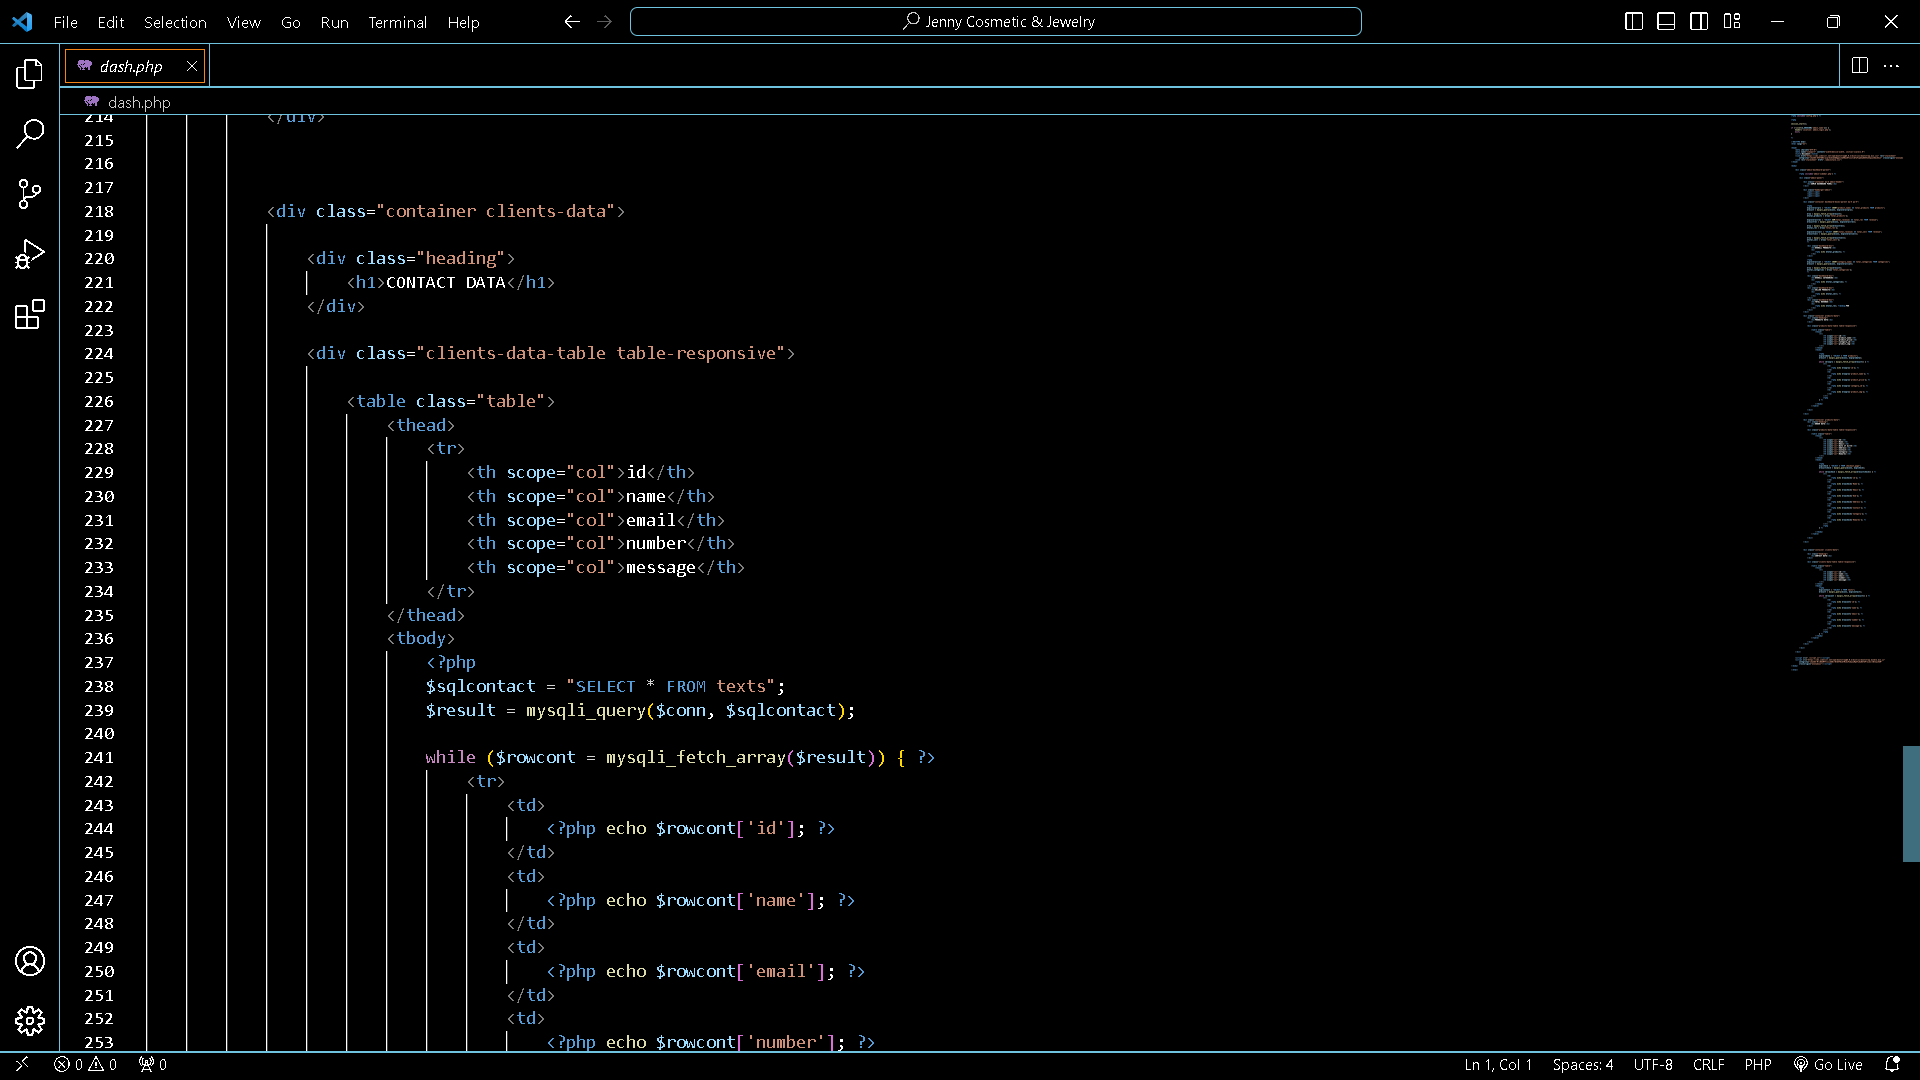 File Edit Selection View Go Run Terminal Help
Jenny Cosmetic & Jewelry
dash.php
dash.php
214 </div>
215
216
217
218 <div class="container clients-data">
219
220 <div class="heading">
221 <h1>CONTACT DATA</h1>
222 </div>
223
224 <div class="clients-data-table table-responsive">
225
226 <table class="table">
227 <thead>
228 <tr>
229 <th scope="col">id</th>
230 <th scope="col">name</th>
231 <th scope="col">email</th>
232 <th scope="col">number</th>
233 <th scope="col">message</th>
234 </tr>
235 </thead>
236 <tbody>
237 <?php
238 $sqlcontact = "SELECT * FROM texts";
239 $result = mysqli_query($conn, $sqlcontact);
240
241 while ($rowcont = mysqli_fetch_array($result)) { ?>
242 <tr>
243 <td>
244 <?php echo $rowcont['id']; ?>
245 </td>
246 <td>
247 <?php echo $rowcont['name']; ?>
248 </td>
249 <td>
250 <?php echo $rowcont['email']; ?>
251 </td>
252 <td>
253 <?php echo $rowcont['number']; ?>
0 0 0 Ln 1, Col 1 Spaces: 4 UTF-8 CRLF PHP Go Live